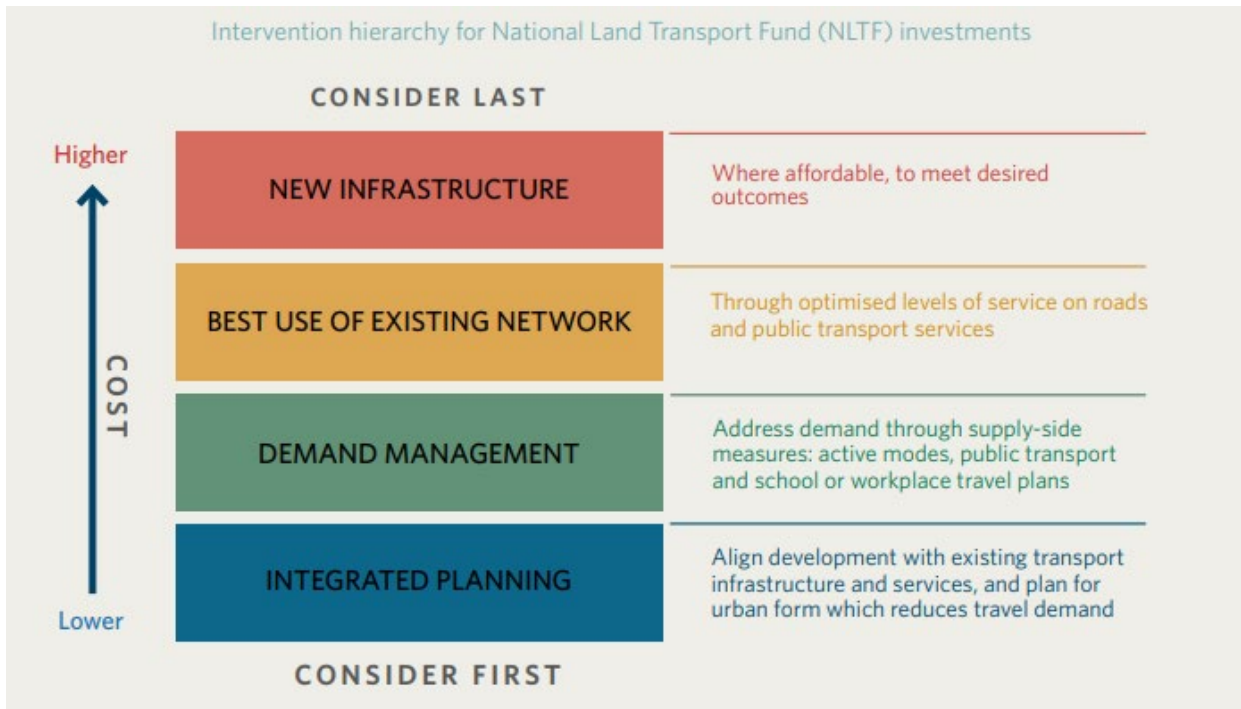 Intervention hierarchy for National Land Transport Fund (NLTF) investments
CONSIDER LAST
Higher
COST
Lower
NEW INFRASTRUCTURE
Where affordable, to meet desired
outcomes
BEST USE OF EXISTING NETWORK
Through optimised levels of service on roads
and public transport services
DEMAND MANAGEMENT
Address demand through supply-side
measures: active modes, public transport
and school or workplace travel plans
INTEGRATED PLANNING
Align development with existing transport
infrastructure and services, and plan for
urban form which reduces travel demand
CONSIDER FIRST